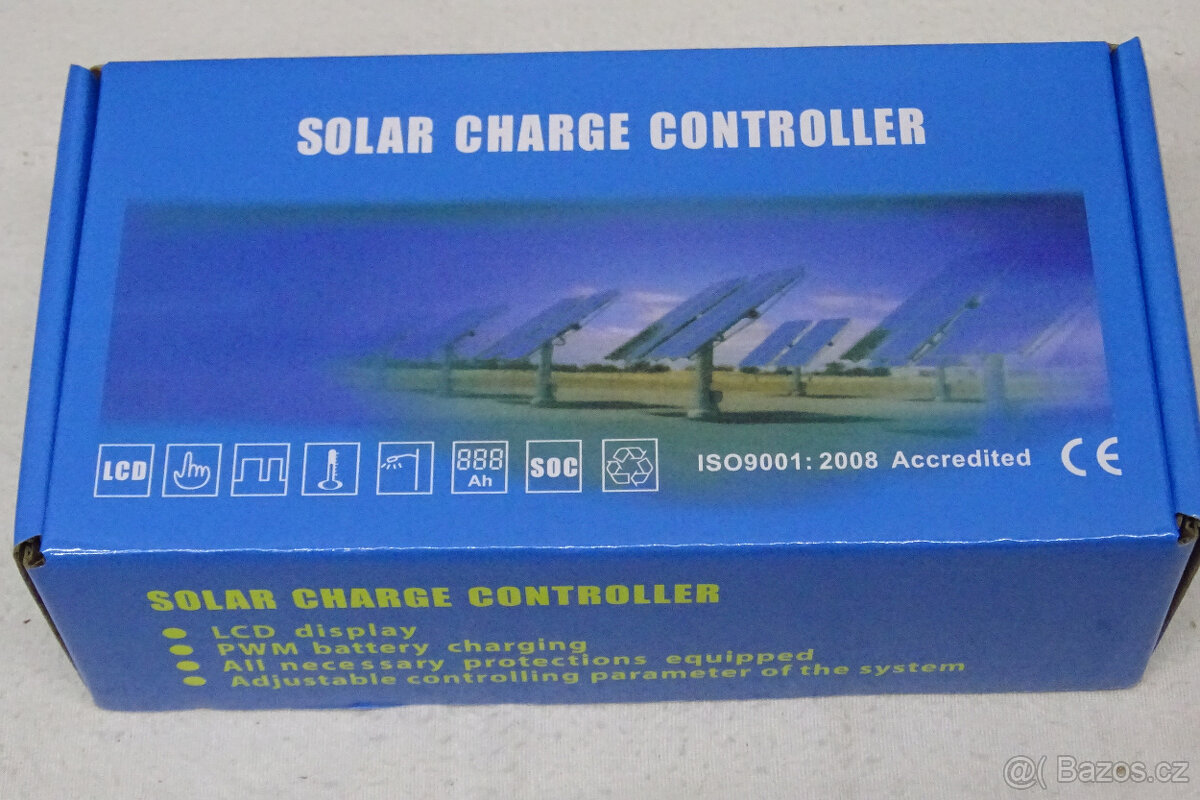 SOLAR CHARGE CONTROLLER
LCD
888
Ah
SOC
ISO9001: 2008 Accredited
CE
SOLAR CHARGE CONTROLLER
LCD display
PWM battery charging
All necessary protections equipped
Adjustable controlling parameter of the system
@( Bazos.cz